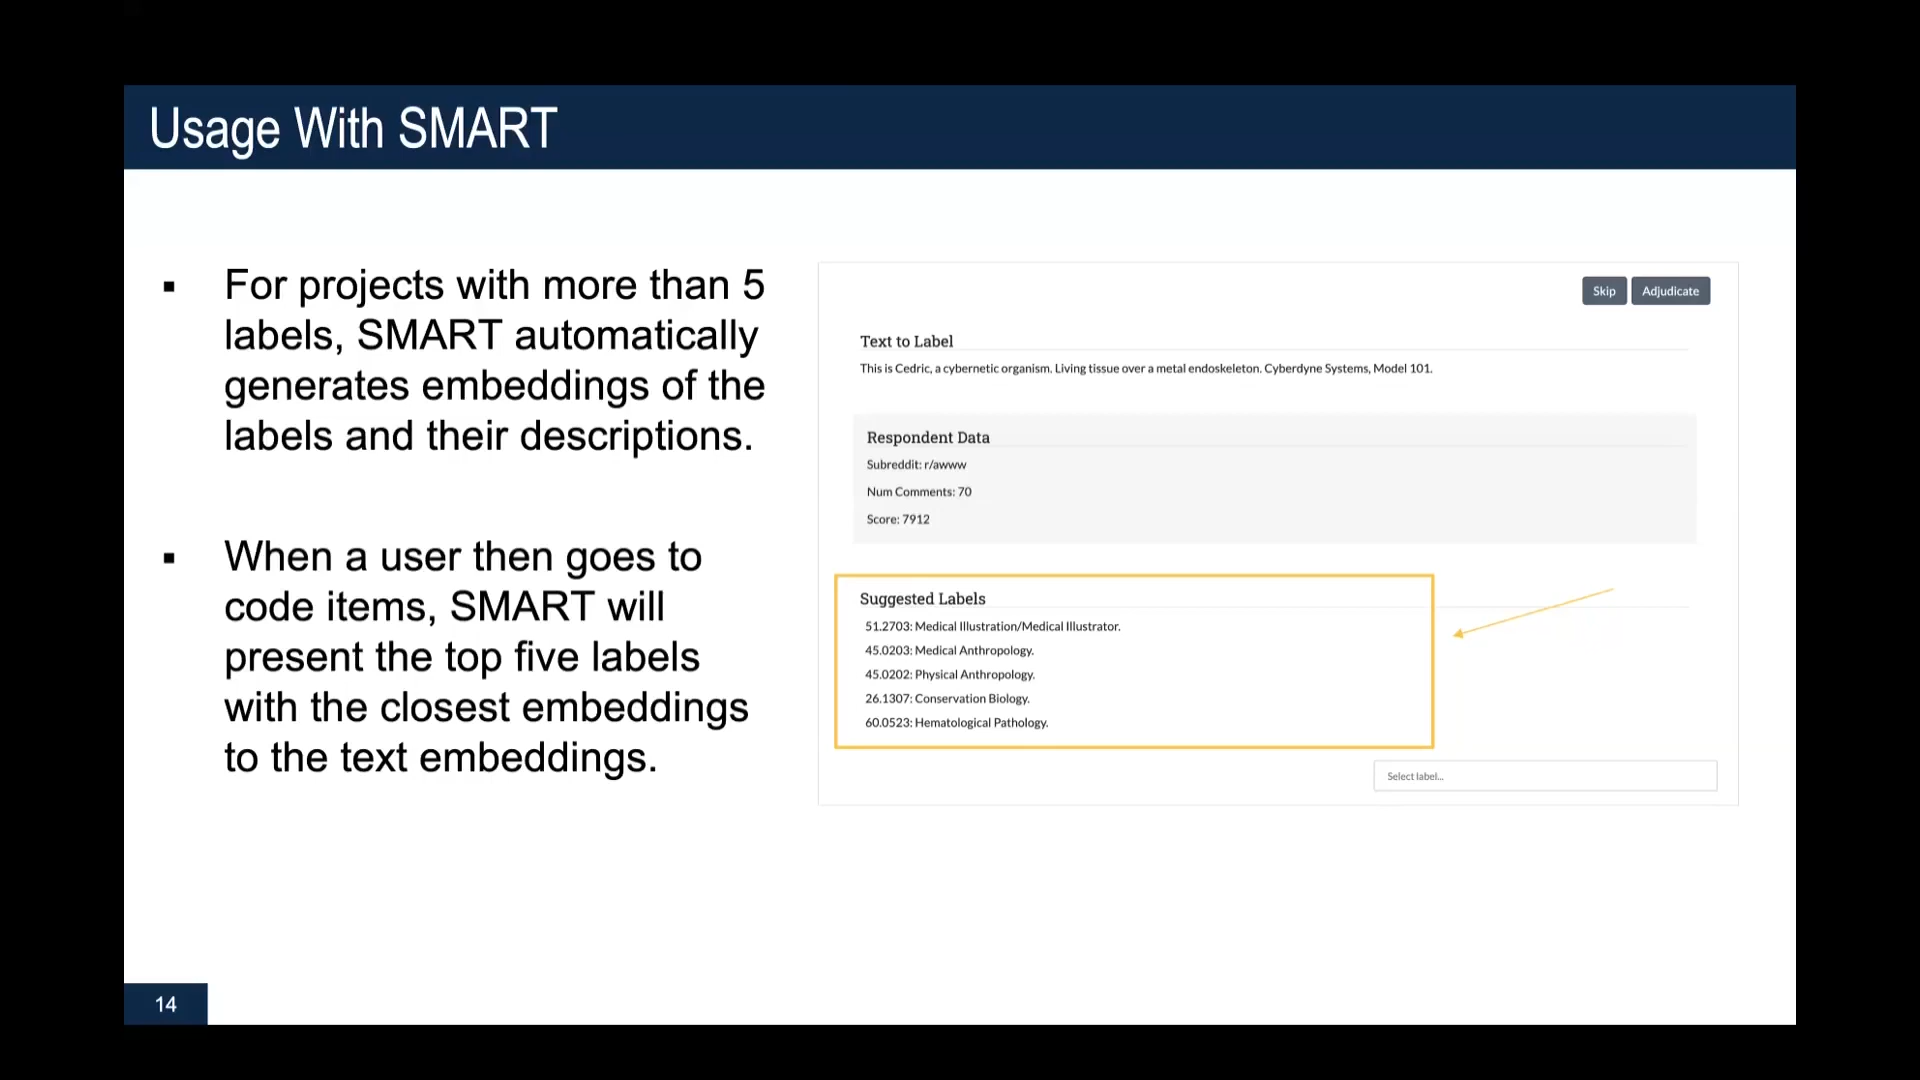 Usage With SMART
▪ For projects with more than 5
labels, SMART automatically
generates embeddings of the
labels and their descriptions.
▪ When a user then goes to
code items, SMART will
present the top five labels
with the closest embeddings
to the text embeddings.
Skip Adjudicate
Text to Label
This is Cedric, a cybernetic organism. Living tissue over a metal endoskeleton. Cyberdyne Systems, Model 101.
Respondent Data
Subreddit: r/awww
Num Comments: 70
Score: 7912
Suggested Labels
51.2703: Medical Illustration/Medical Illustrator.
45.0203: Medical Anthropology.
45.0202: Physical Anthropology.
26.1307: Conservation Biology.
60.0523: Hematological Pathology.
Select label...
14